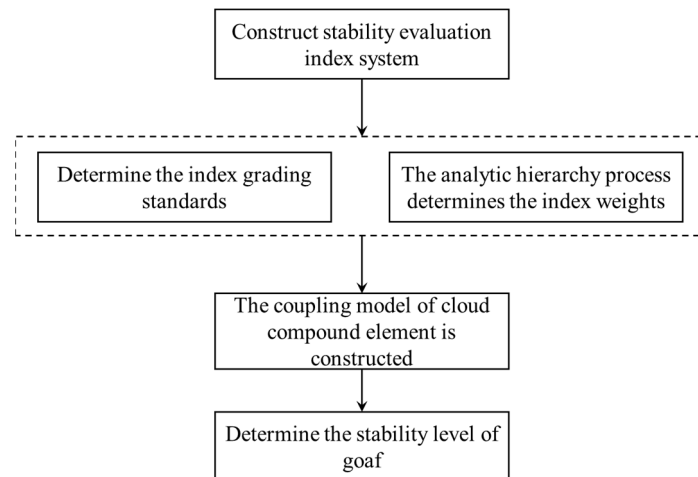 Construct stability evaluation
index system
Determine the index grading
standards
The analytic hierarchy process
determines the index weights
The coupling model of cloud
compound element is
constructed
Determine the stability level of
goaf